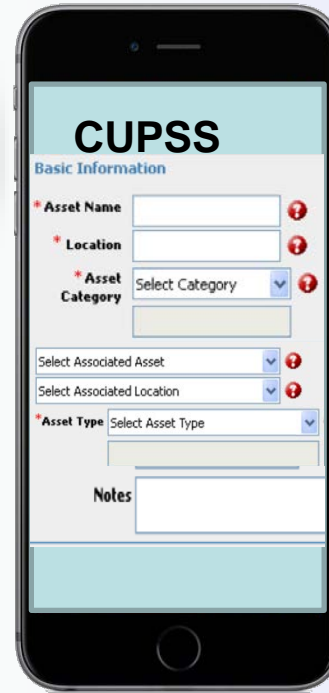 CUPSS
Basic Information
* Asset Name
* Location
* Asset Category Select Category
Select Associated Asset
Select Associated Location
*Asset Type Select Asset Type
Notes